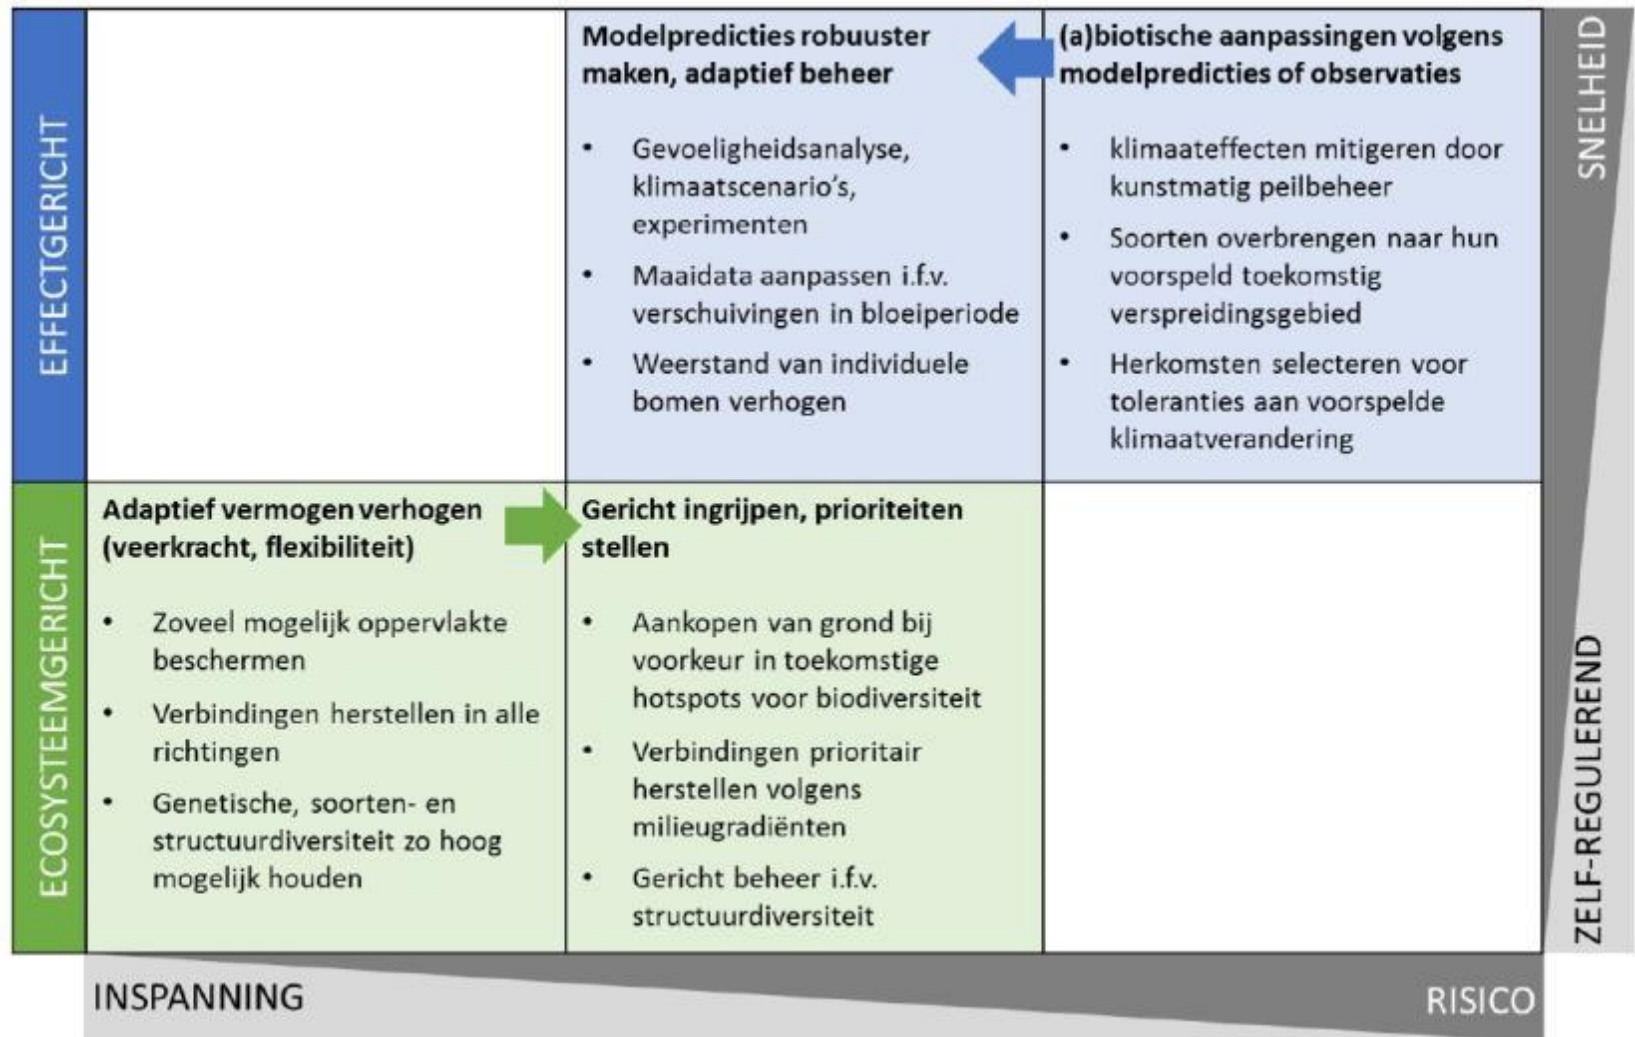 EFFECTGERICHT
Modelpredicties robuuster
maken, adaptief beheer
• Gevoeligheidsanalyse,
klimaatscenario's,
experimenten
• Maaidata aanpassen i.f.v.
verschuivingen in bloeiperiode
• Weerstand van individuele
bomen verhogen
(a)biotische aanpassingen volgens
modelpredicties of observaties
• klimaateffecten mitigeren door
kunstmatig peilbeheer
• Soorten overbrengen naar hun
voorspeld toekomstig
verspreidingsgebied
• Herkomsten selecteren voor
toleranties aan voorspelde
klimaatverandering
SNELHEID
ECOSYSTEEMGERICHT
Adaptief vermogen verhogen
(veerkracht, flexibiliteit)
• Zoveel mogelijk oppervlakte
beschermen
• Verbindingen herstellen in alle
richtingen
• Genetische, soorten- en
structuurdiversiteit zo hoog
mogelijk houden
Gericht ingrijpen, prioriteiten
stellen
• Aankopen van grond bij
voorkeur in toekomstige
hotspots voor biodiversiteit
• Verbindingen prioritair
herstellen volgens
milieugradiënten
• Gericht beheer i.f.v.
structuurdiversiteit
ZELF-REGULEREND
INSPANNING
RISICO